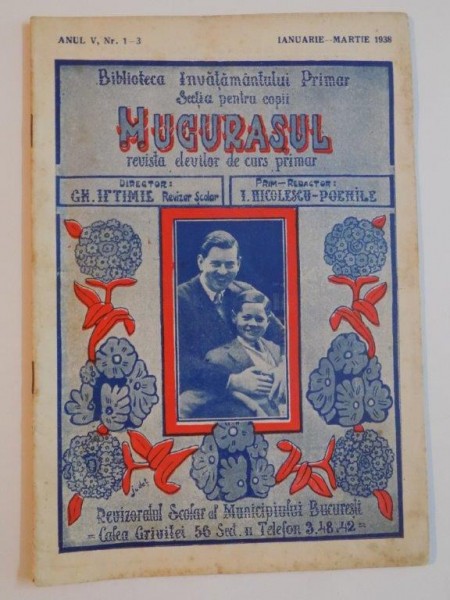 ANUL V, Nr. 1-3
IANUARIE—MARTIE 1938
Biblioteca Invățământului Primar
Secția pentru copii
MUGURAȘUL
revista elevilor de curs primar
DIRECTOR:
GH. IFTIMIE Revizor Școlar
PRIM-REDACTOR:
I. NICOLESCU-POENILE
Revizoratul Școlar al Municipiului București
= Calea Griviței 56 Sect. II Telefon 3.48.42 =